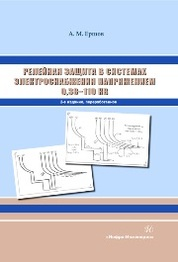 А. М. Ершов
РЕЛЕЙНАЯ ЗАЩИТА В СИСТЕМАХ
ЭЛЕКТРОСНАБЖЕНИЯ НАПРЯЖЕНИЕМ
0,38–110 КВ
2-е издание, переработанное
«Инфра-Инженерия»